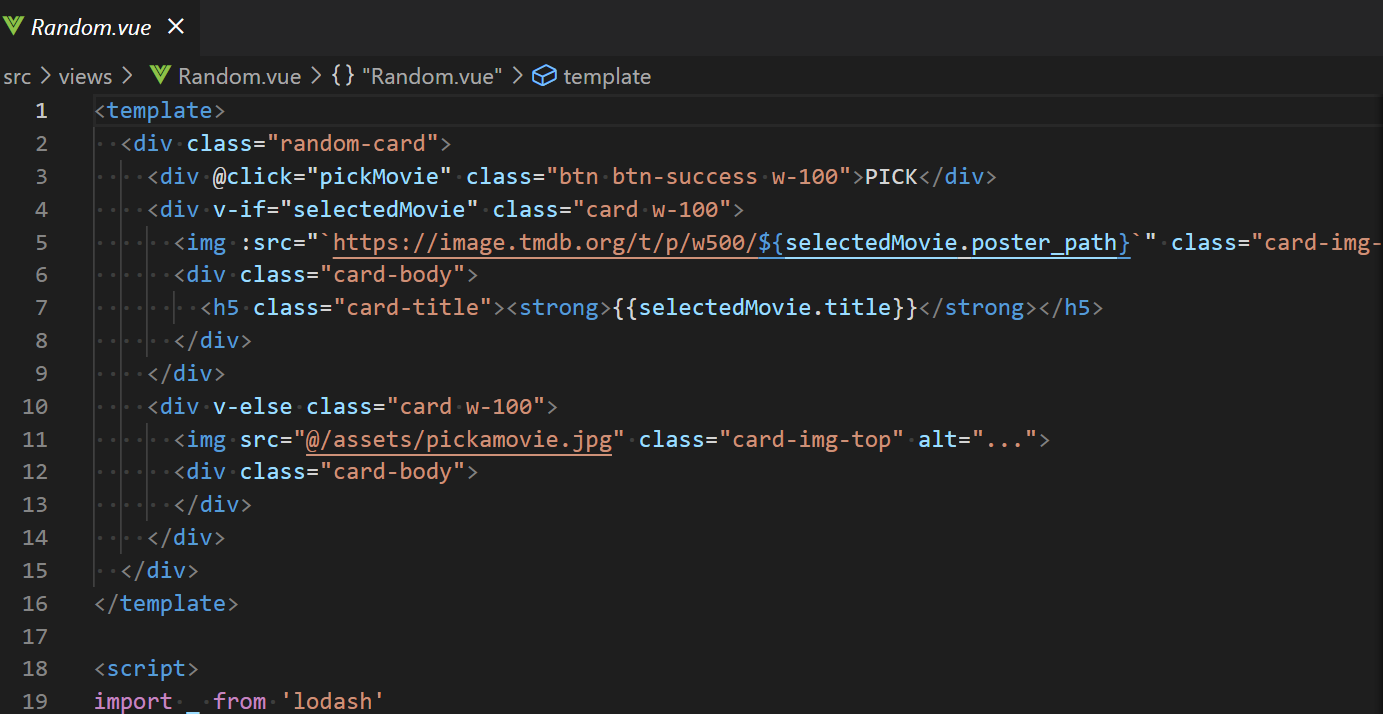 Random.vue ×
src > views > Random.vue > {} "Random.vue" > template
1 <template>
2   <div class="random-card">
3     <div @click="pickMovie" class="btn btn-success w-100">PICK</div>
4     <div v-if="selectedMovie" class="card w-100">
5       <img :src="`https://image.tmdb.org/t/p/w500/${selectedMovie.poster_path}`" class="card-img-
6       <div class="card-body">
7         <h5 class="card-title"><strong>{{selectedMovie.title}}</strong></h5>
8       </div>
9     </div>
10     <div v-else class="card w-100">
11       <img src="@/assets/pickamovie.jpg" class="card-img-top" alt="...">
12       <div class="card-body">
13       </div>
14     </div>
15   </div>
16 </template>
17
18 <script>
19 import _ from 'lodash'